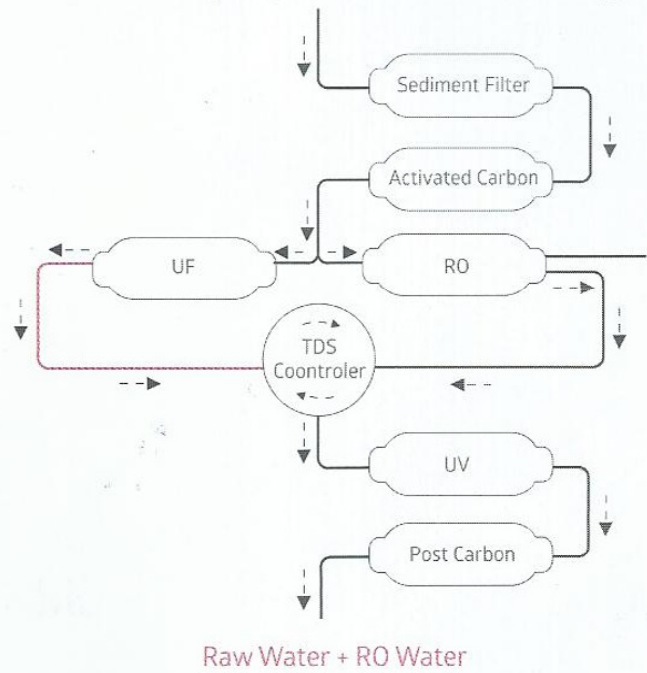 Sediment Filter
Activated Carbon
UF
RO
TDS
Coontroler
UV
Post Carbon
Raw Water + RO Water